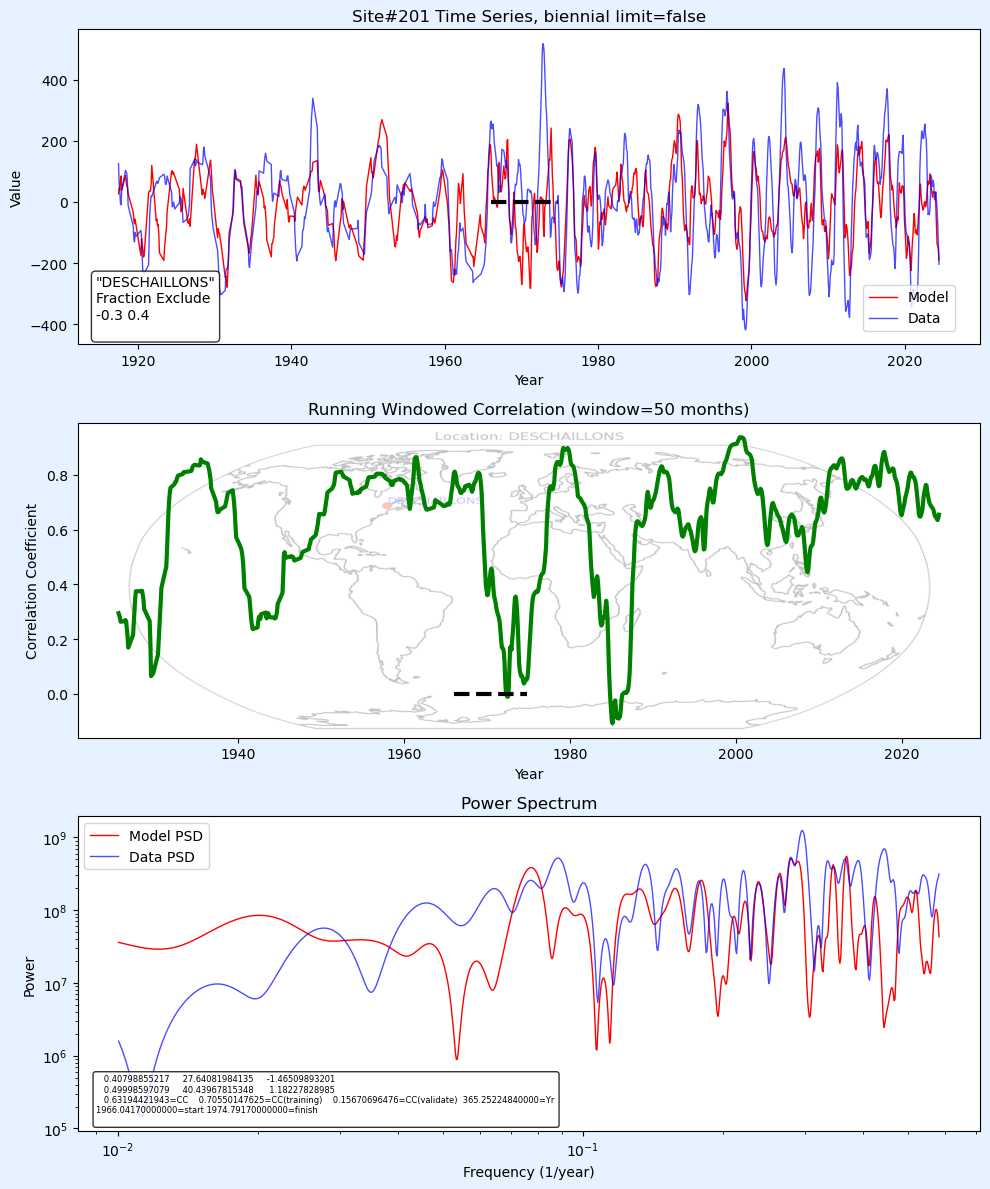 Site#201 Time Series, biennial limit=false
Value
400
200
0
−200
−400
"DESCHAILLONS"
Fraction Exclude
-0.3 0.4
Model
Data
1920
1940
1960
1980
2000
2020
Year
Running Windowed Correlation (window=50 months)
Location: DESCHAILLONS
Correlation Coefficient
0.8
0.6
0.4
0.2
0.0
1940
1960
1980
2000
2020
Year
Power Spectrum
Model PSD
Data PSD
Power
10⁹
10⁸
10⁷
10⁶
10⁵
0.40798855217 27.64081984135 -1.46509893201
0.49998597079 40.43967815348 1.18227828985
0.63194421943=CC 0.70550147625=CC(training) 0.15670696476=CC(validate) 365.25224840000=Yr
1966.04170000000=start 1974.79170000000=finish
10⁻²
10⁻¹
Frequency (1/year)